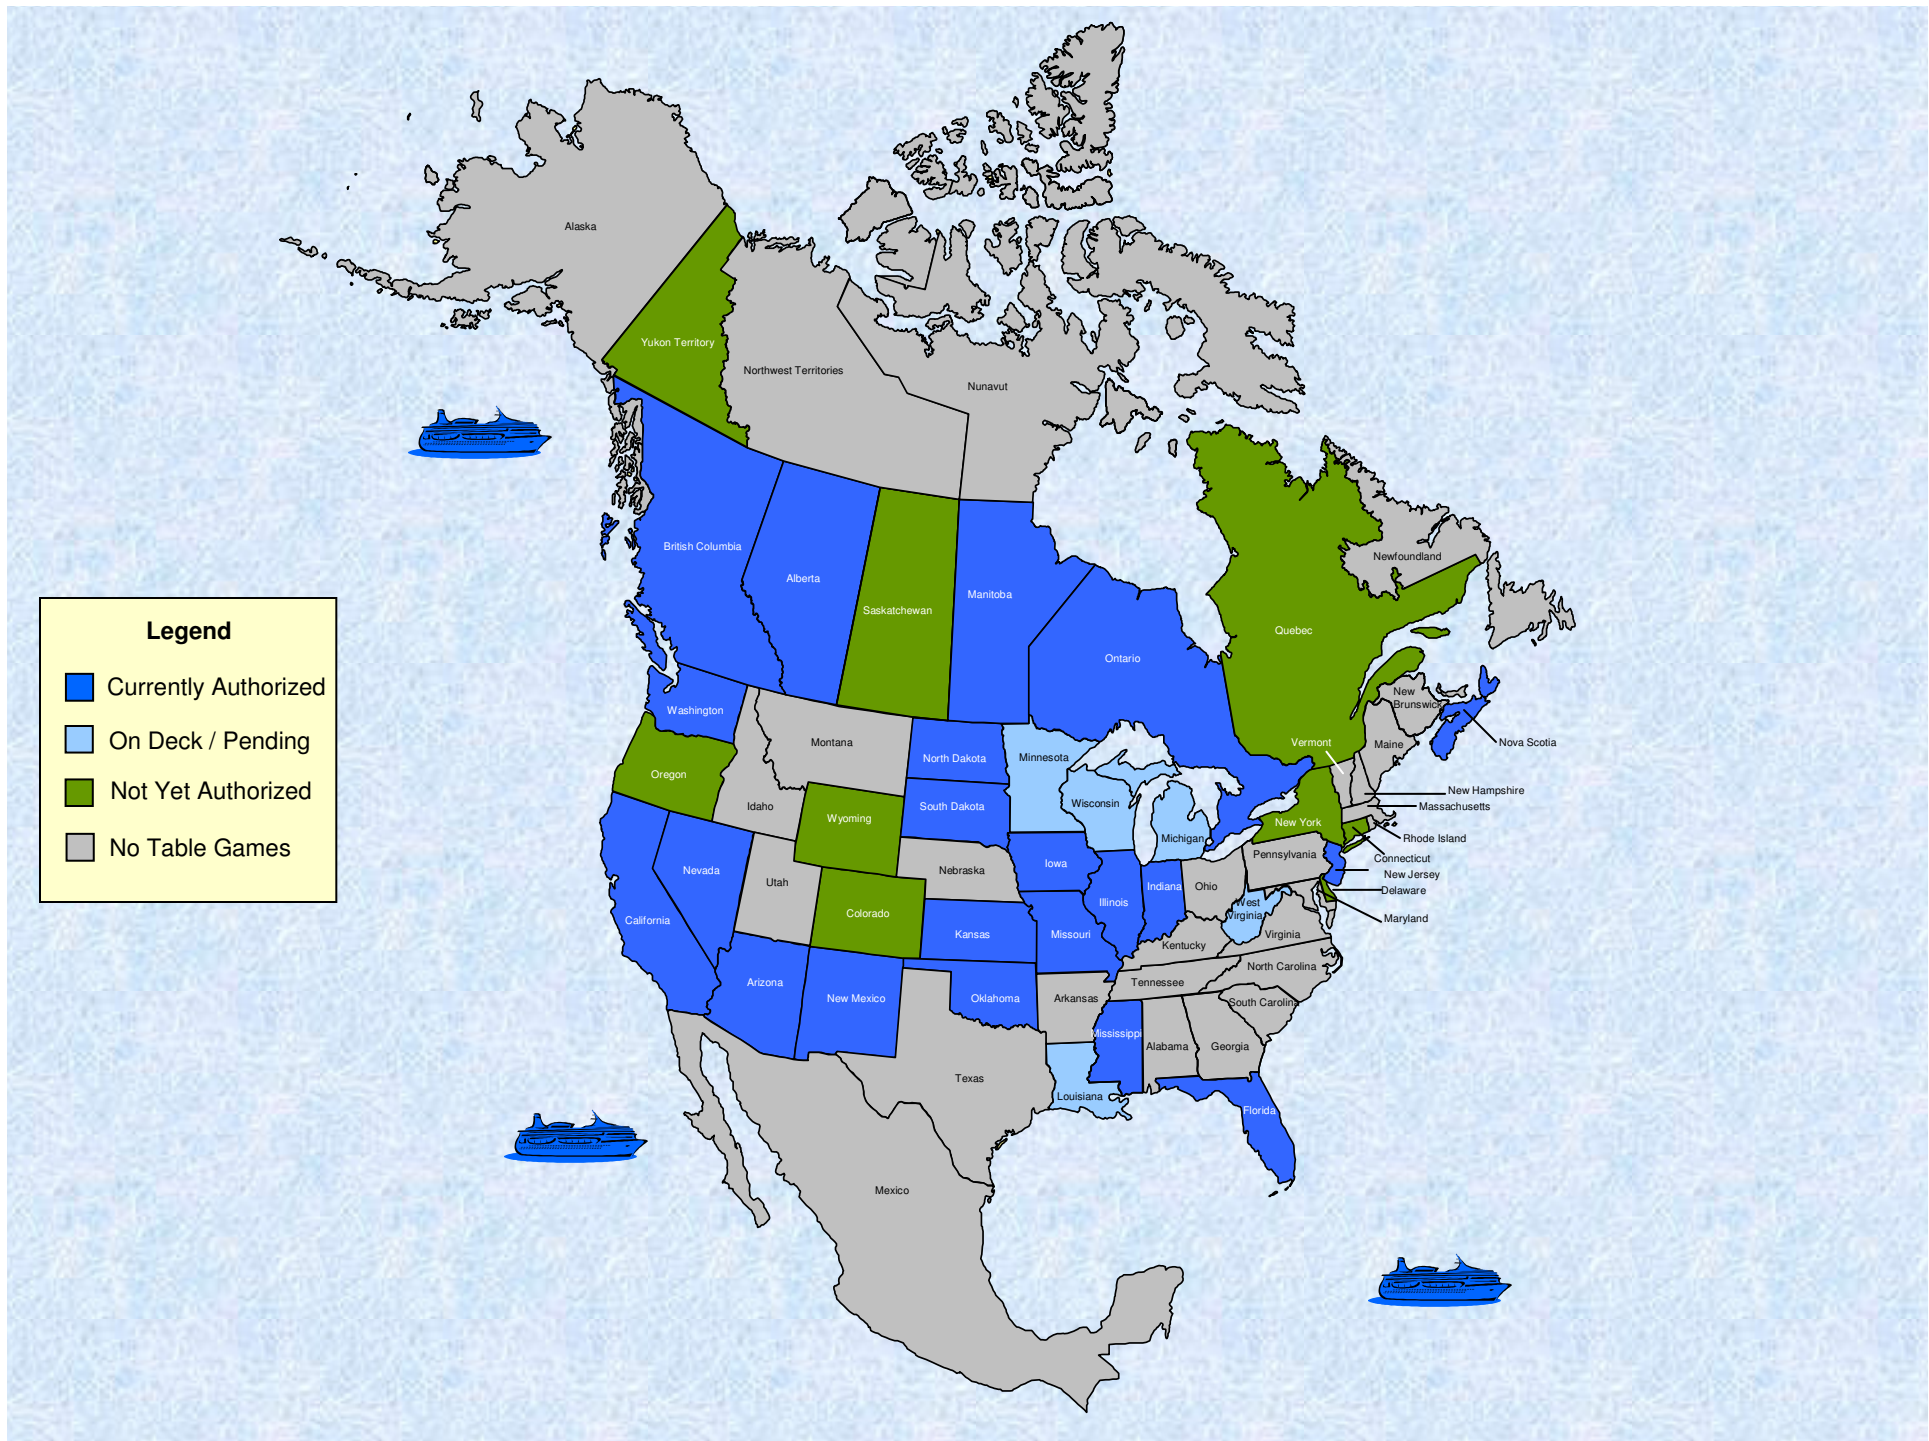 Alaska
Yukon Territory
Northwest Territories
Nunavut
British Columbia
Alberta
Saskatchewan
Manitoba
Ontario
Quebec
Newfoundland
New
Brunswick
Nova Scotia
Legend
Currently Authorized
On Deck / Pending
Not Yet Authorized
No Table Games
Washington
Oregon
Montana
Idaho
Wyoming
North Dakota
South Dakota
Minnesota
Wisconsin
Michigan
Vermont
Maine
New Hampshire
Massachusetts
New York
Rhode Island
Connecticut
New Jersey
Delaware
Maryland
Pennsylvania
Nevada
Utah
California
Colorado
Nebraska
Iowa
Kansas
Missouri
Illinois
Indiana
Ohio
West
Virginia
Virginia
Kentucky
North Carolina
Tennessee
South Carolina
Arizona
New Mexico
Oklahoma
Arkansas
Mississippi
Alabama
Georgia
Texas
Louisiana
Florida
Mexico